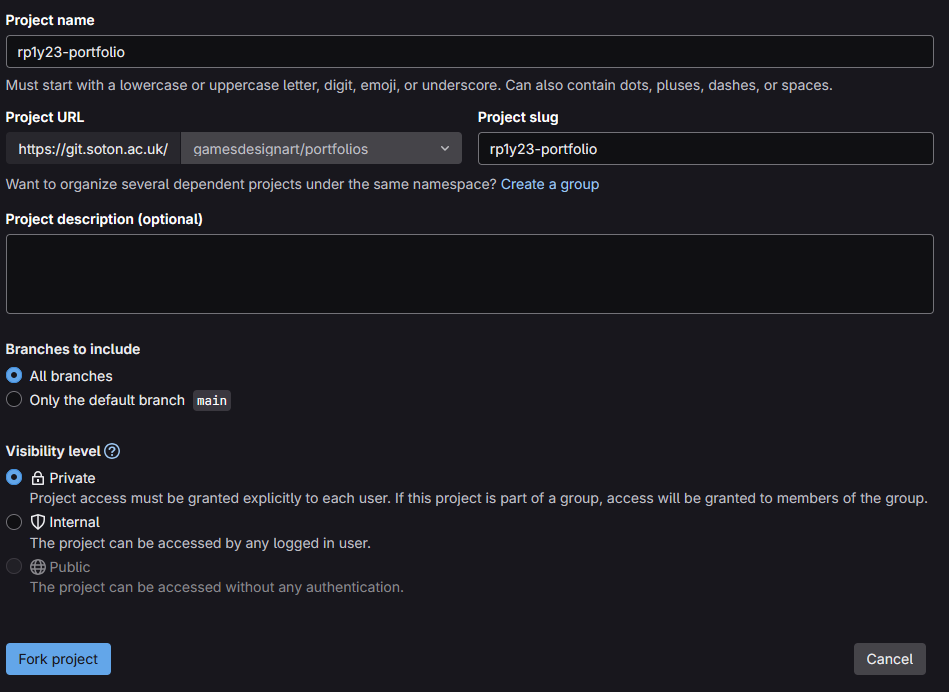 Project name
rp1y23-portfolio
Must start with a lowercase or uppercase letter, digit, emoji, or underscore. Can also contain dots, pluses, dashes, or spaces.
Project URL
Project slug
https://git.soton.ac.uk/
gamesdesignart/portfolios
rp1y23-portfolio
Want to organize several dependent projects under the same namespace? Create a group
Project description (optional)
Branches to include
All branches
Only the default branch main
Visibility level
Private
Project access must be granted explicitly to each user. If this project is part of a group, access will be granted to members of the group.
Internal
The project can be accessed by any logged in user.
Public
The project can be accessed without any authentication.
Fork project
Cancel